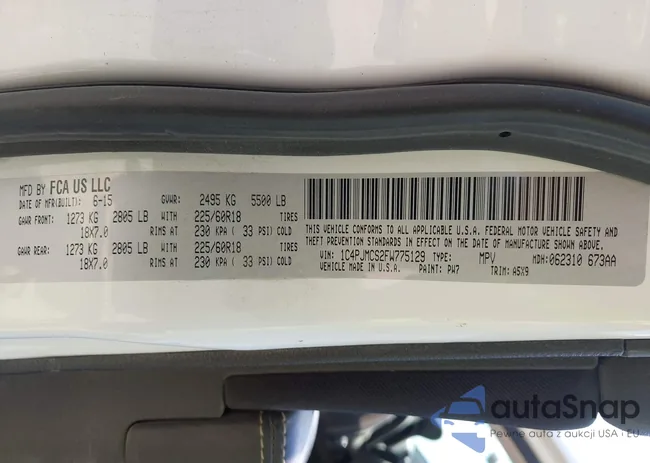 MFD BY FCA US LLC
DATE OF MFR(BUILT): 6-15 GVWR: 2495 KG 5500 LB
GAWR FRONT: 1273 KG 2805 LB WITH 225/60R18 TIRES
18X7.0 RIMS AT 230 KPA ( 33 PSI) COLD
GAWR REAR: 1273 KG 2805 LB WITH 225/60R18 TIRES
18X7.0 RIMS AT 230 KPA ( 33 PSI) COLD
THIS VEHICLE CONFORMS TO ALL APPLICABLE U.S.A. FEDERAL MOTOR VEHICLE SAFETY AND
THEFT PREVENTION STANDARDS IN EFFECT ON THE DATE OF MANUFACTURE SHOWN ABOVE.
VIN: 1C4PJMCS2FW775129 TYPE: MPV MDH: 062310 673AA
VEHICLE MADE IN U.S.A. PAINT: PW7 TRIM: A5X9
autaSnap
Pewne auta z aukcji USA i EU